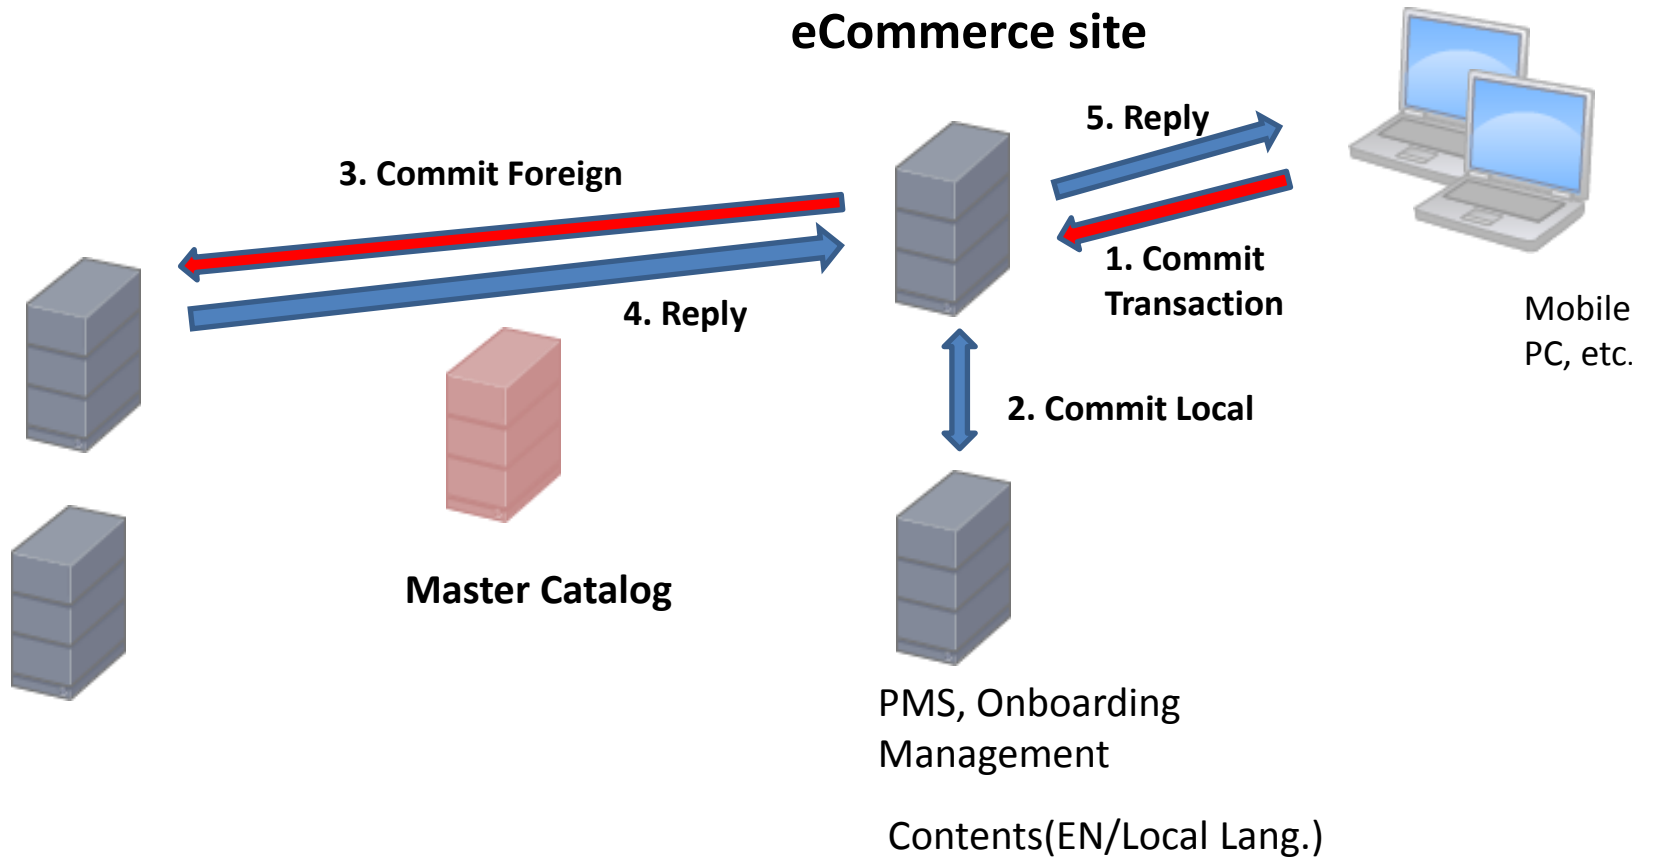 eCommerce site
5. Reply
3. Commit Foreign
1. Commit
Transaction
4. Reply
Mobile
PC, etc.
2. Commit Local
Master Catalog
PMS, Onboarding
Management
Contents(EN/Local Lang.)